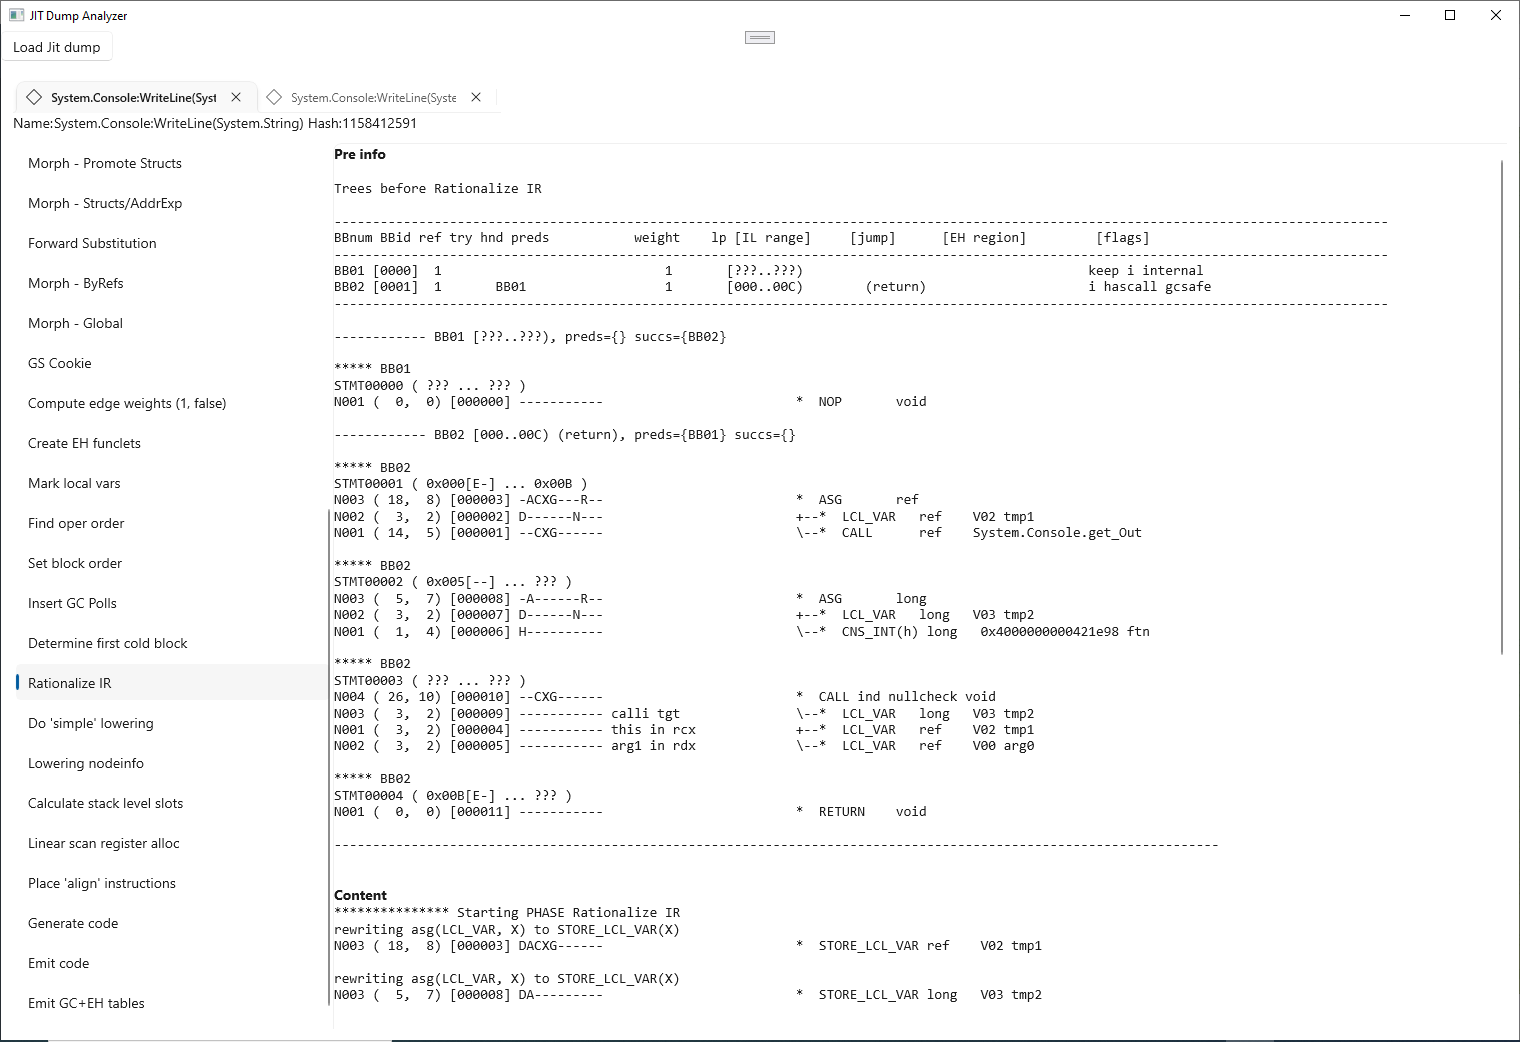 JIT Dump Analyzer
Load Jit dump
System.Console:WriteLine(Syst
System.Console:WriteLine(Syste
Name:System.Console:WriteLine(System.String) Hash:1158412591
Morph - Promote Structs
Morph - Structs/AddrExp
Forward Substitution
Morph - ByRefs
Morph - Global
GS Cookie
Compute edge weights (1, false)
Create EH funclets
Mark local vars
Find oper order
Set block order
Insert GC Polls
Determine first cold block
Rationalize IR
Do 'simple' lowering
Lowering nodeinfo
Calculate stack level slots
Linear scan register alloc
Place 'align' instructions
Generate code
Emit code
Emit GC+EH tables
Pre info
Trees before Rationalize IR
-----------------------------------------------------------------------------------------------------------------------------------------
BBnum BBid ref try hnd preds           weight    lp [IL range]     [jump]      [EH region]         [flags]
-----------------------------------------------------------------------------------------------------------------------------------------
BB01 [0000]  1                             1       [???..???)                                     keep i internal
BB02 [0001]  1       BB01                  1       [000..00C)        (return)                     i hascall gcsafe
-----------------------------------------------------------------------------------------------------------------------------------------
------------ BB01 [???..???), preds={} succs={BB02}
***** BB01
STMT00000 ( ??? ... ??? )
N001 (  0,  0) [000000] -----------                         *  NOP       void
------------ BB02 [000..00C) (return), preds={BB01} succs={}
***** BB02
STMT00001 ( 0x000[E-] ... 0x00B )
N003 ( 18,  8) [000003] -ACXG---R--                         *  ASG       ref
N002 (  3,  2) [000002] D------N---                         +--*  LCL_VAR   ref    V02 tmp1
N001 ( 14,  5) [000001] --CXG------                         \--*  CALL      ref    System.Console.get_Out
***** BB02
STMT00002 ( 0x005[--] ... ??? )
N003 (  5,  7) [000008] -A------R--                         *  ASG       long
N002 (  3,  2) [000007] D------N---                         +--*  LCL_VAR   long   V03 tmp2
N001 (  1,  4) [000006] H----------                         \--*  CNS_INT(h) long   0x4000000000421e98 ftn
***** BB02
STMT00003 ( ??? ... ??? )
N004 ( 26, 10) [000010] --CXG------                         *  CALL ind nullcheck void
N003 (  3,  2) [000009] ----------- calli tgt               \--*  LCL_VAR   long   V03 tmp2
N001 (  3,  2) [000004] ----------- this in rcx             +--*  LCL_VAR   ref    V02 tmp1
N002 (  3,  2) [000005] ----------- arg1 in rdx             \--*  LCL_VAR   ref    V00 arg0
***** BB02
STMT00004 ( 0x00B[E-] ... ??? )
N001 (  0,  0) [000011] -----------                         *  RETURN    void
-------------------------------------------------------------------------------------------------------------------
Content
*************** Starting PHASE Rationalize IR
rewriting asg(LCL_VAR, X) to STORE_LCL_VAR(X)
N003 ( 18,  8) [000003] DACXG------                         *  STORE_LCL_VAR ref    V02 tmp1
rewriting asg(LCL_VAR, X) to STORE_LCL_VAR(X)
N003 (  5,  7) [000008] DA---------                         *  STORE_LCL_VAR long   V03 tmp2